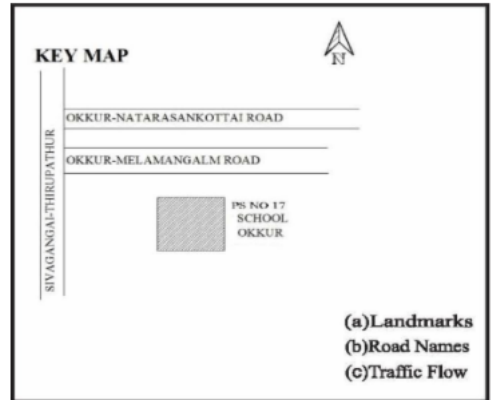 KEY MAP
N
OKKUR-NATARASANKOTTAI ROAD
OKKUR-MELAMANGALM ROAD
SIVAGANGAI-THIRUPATHUR
PS NO 17
SCHOOL
OKKUR
(a)Landmarks
(b)Road Names
(c)Traffic Flow